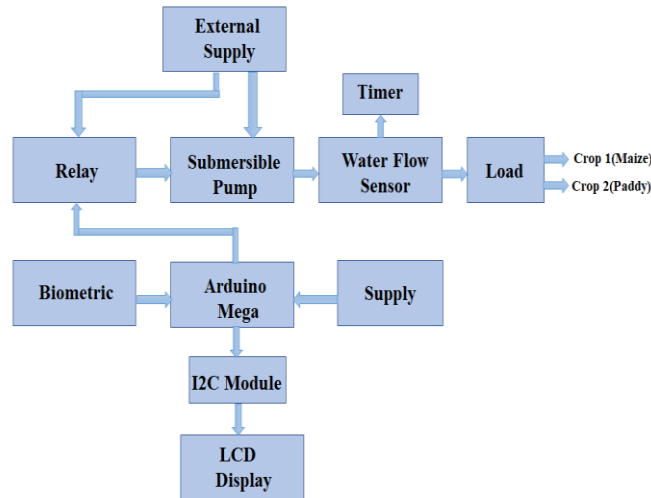 External
Supply
Timer
Relay
Submersible
Pump
Water Flow
Sensor
Load
Crop 1(Maize)
Crop 2(Paddy)
Biometric
Arduino
Mega
Supply
I2C Module
LCD
Display